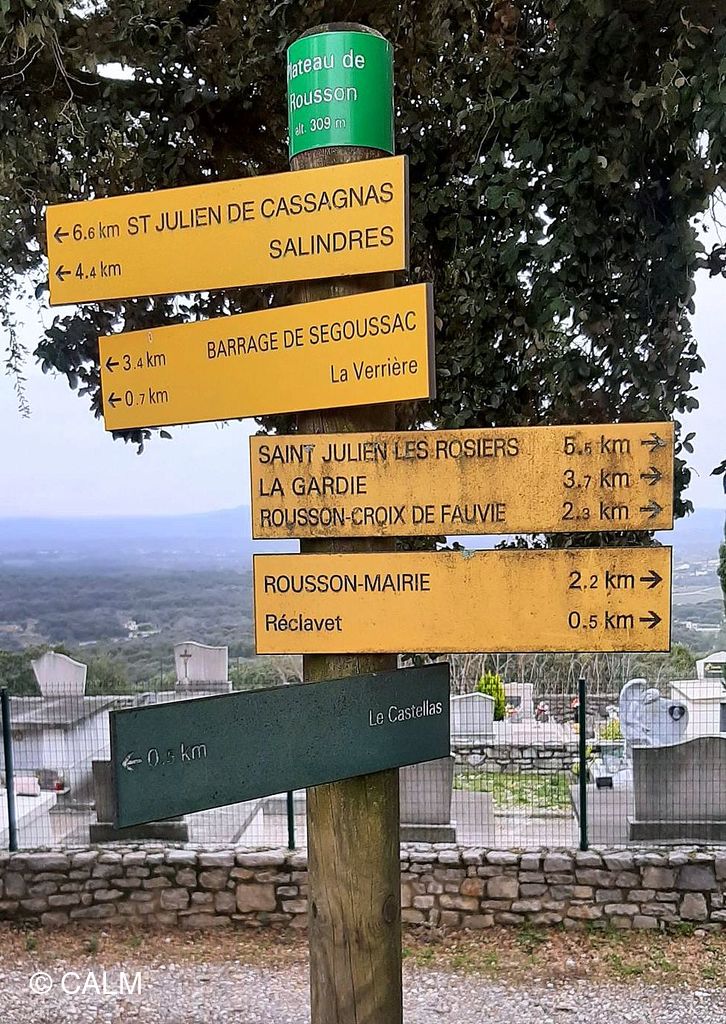 Plateau de
Rousson
alt. 309 m
← 6.6 km ST JULIEN DE CASSAGNAS
← 4.4 km SALINDRES
← 3.4 km BARRAGE DE SEGOUSSAC
← 0.7 km La Verrière
SAINT JULIEN LES ROSIERS 5.5 km →
LA GARDIE 3.7 km →
ROUSSON-CROIX DE FAUVIE 2.3 km →
ROUSSON-MAIRIE 2.2 km →
Réclavet 0.5 km →
← 0.5 km Le Castellas
© CALM